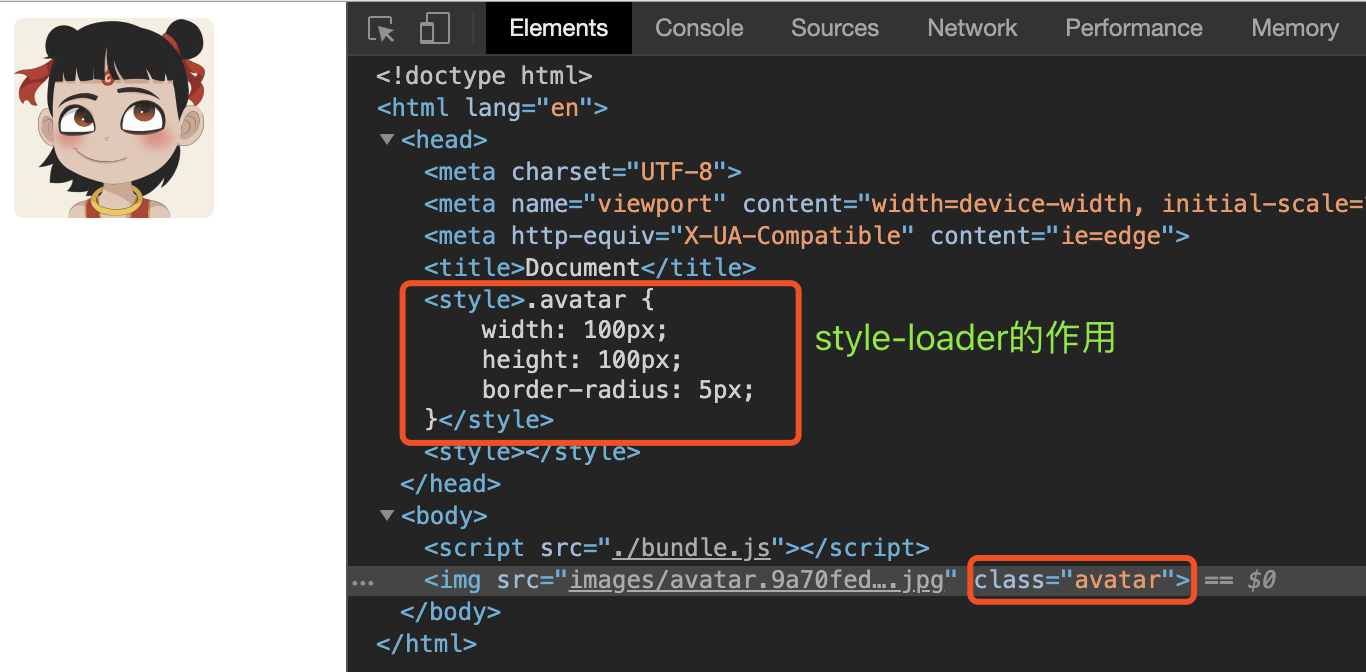 Elements Console Sources Network Performance Memory
<!doctype html>
<html lang="en">
<head>
<meta charset="UTF-8">
<meta name="viewport" content="width=device-width, initial-scale=
<meta http-equiv="X-UA-Compatible" content="ie=edge">
<title>Document</title>
<style>.avatar {
width: 100px;
height: 100px;
border-radius: 5px;
}</style>
style-loader的作用
<style></style>
</head>
<body>
<script src="./bundle.js"></script>
… <img src="images/avatar.9a70fed….jpg" class="avatar"> == $0
</body>
</html>